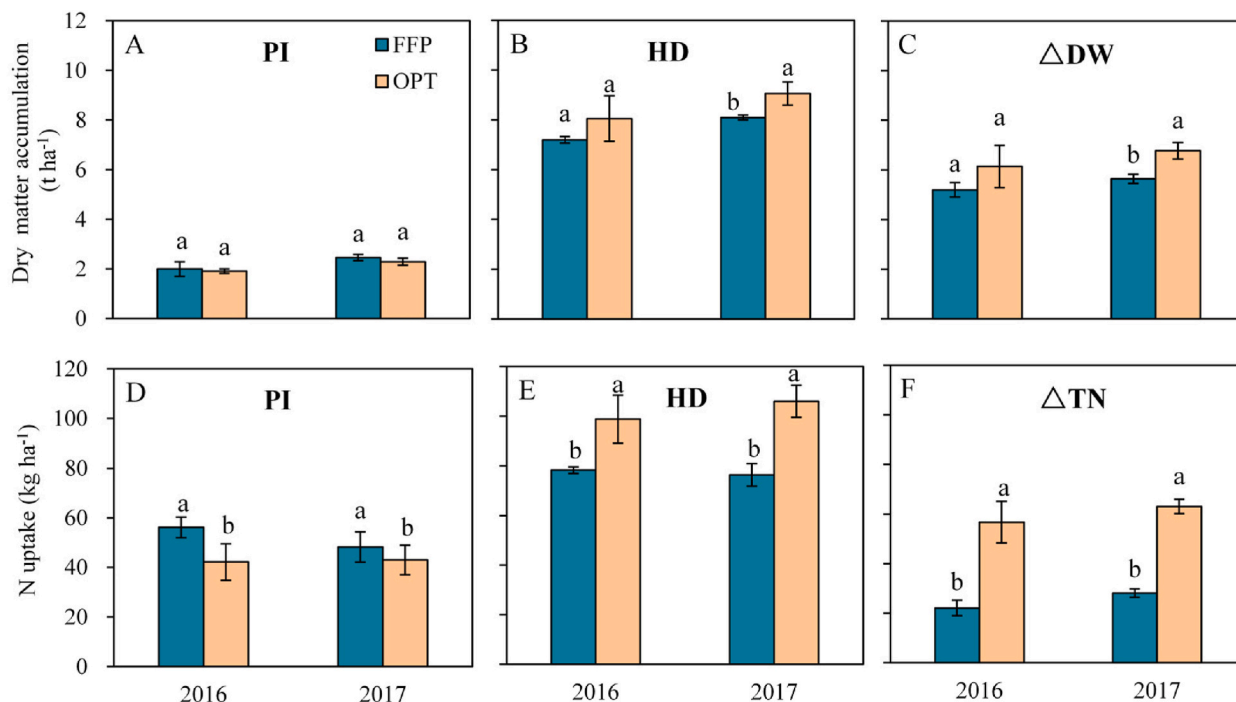 A
PI
FFP
OPT
B
HD
C
△DW
Dry matter accumulation
(t ha⁻¹)
12
10
8
6
4
2
0
a
a
a
a
a
a
b
a
a
a
b
a
D
PI
E
HD
F
△TN
N uptake (kg ha⁻¹)
120
100
80
60
40
20
0
a
b
a
b
b
a
b
a
b
a
b
a
2016
2017
2016
2017
2016
2017